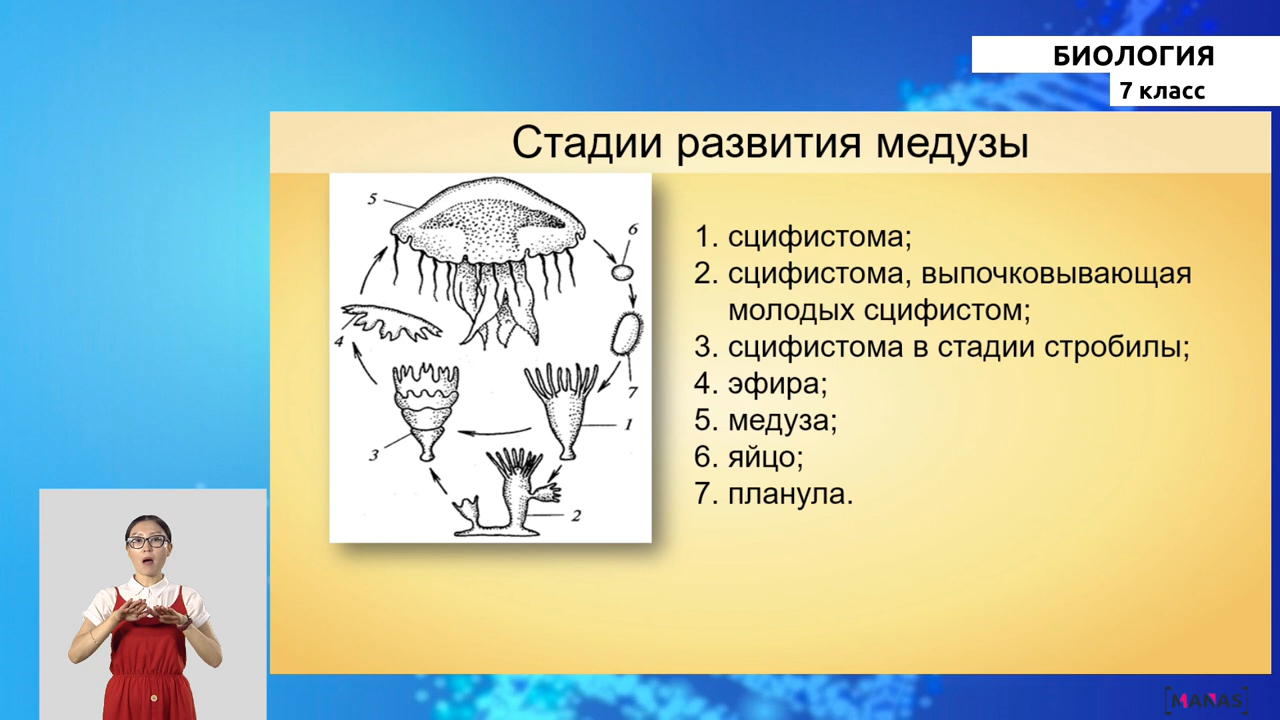 БИОЛОГИЯ
7 класс
Стадии развития медузы
5
6
4
7
1
3
2
1. сцифистома;
2. сцифистома, выпочковывающая
молодых сцифистом;
3. сцифистома в стадии стробилы;
4. эфира;
5. медуза;
6. яйцо;
7. планула.
[MANAS]